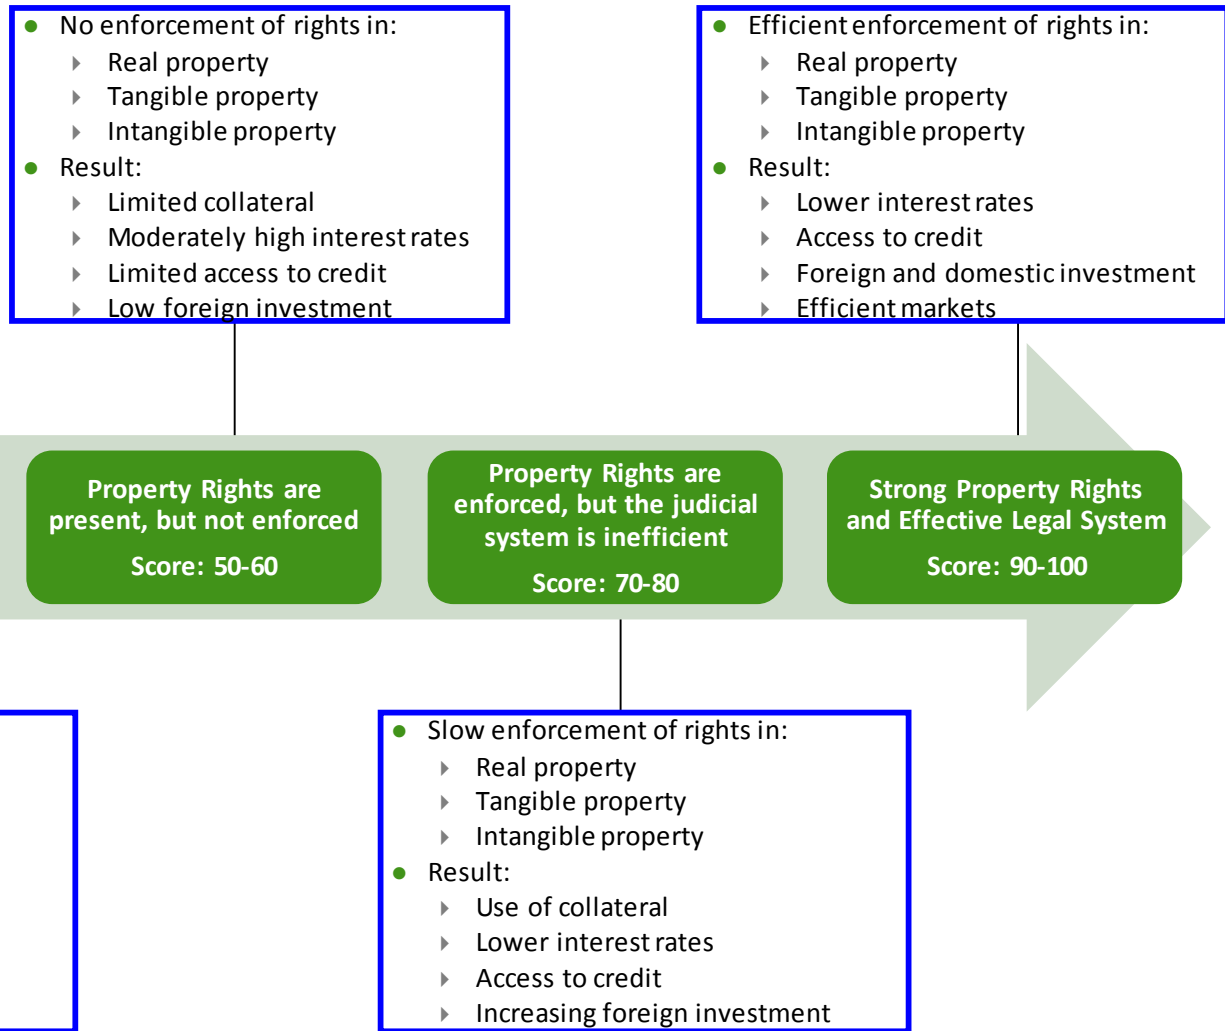 No enforcement of rights in:
Real property
Tangible property
Intangible property
Result:
Limited collateral
Moderately high interest rates
Limited access to credit
Low foreign investment
Efficient enforcement of rights in:
Real property
Tangible property
Intangible property
Result:
Lower interest rates
Access to credit
Foreign and domestic investment
Efficient markets
Property Rights are
present, but not enforced
Score: 50-60
Property Rights are
enforced, but the judicial
system is inefficient
Score: 70-80
Strong Property Rights
and Effective Legal System
Score: 90-100
Slow enforcement of rights in:
Real property
Tangible property
Intangible property
Result:
Use of collateral
Lower interest rates
Access to credit
Increasing foreign investment